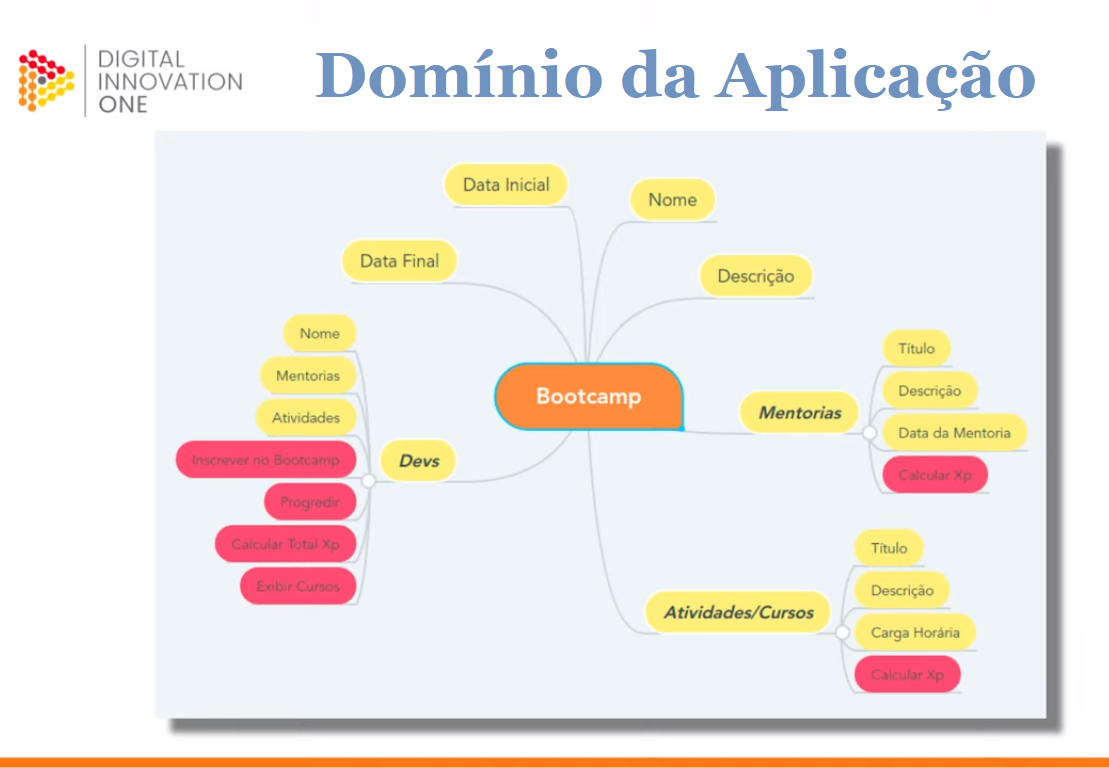 DIGITAL
INNOVATION
ONE
Domínio da Aplicação
Data Inicial
Nome
Data Final
Descrição
Bootcamp
Devs
Nome
Mentorias
Atividades
Inscrever no Bootcamp
Progredir
Calcular Total Xp
Exibir Cursos
Mentorias
Título
Descrição
Data da Mentoria
Calcular Xp
Atividades/Cursos
Título
Descrição
Carga Horária
Calcular Xp